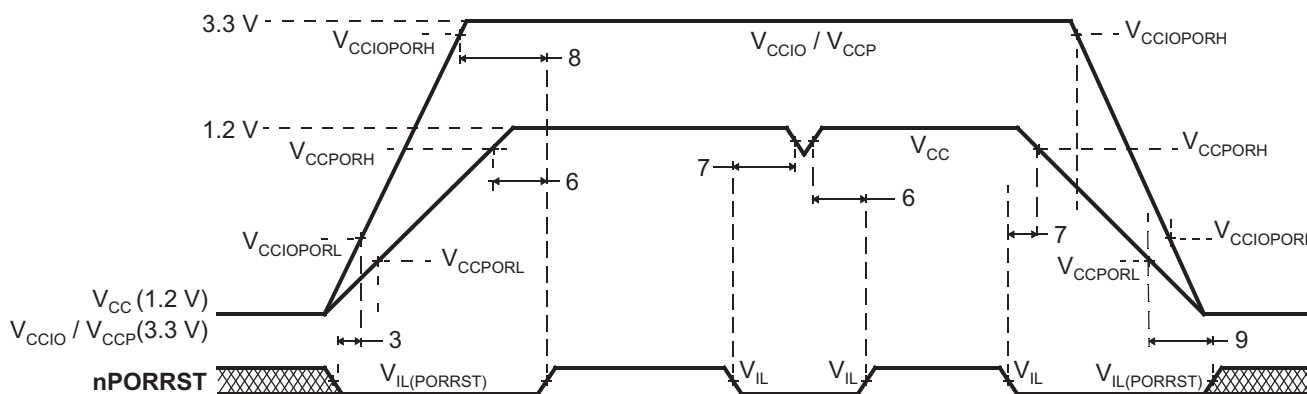 3.3 V
VCCIOPORH
VCCIO / VCCP
VCCIOPORH
8
1.2 V
VCCPORH
VCC
VCCPORH
7
6
6
7
VCCIOPORL
VCCPORL
VCCPORL
VCCIOPORL
VCC (1.2 V)
VCCIO / VCCP(3.3 V)
3
9
nPORRST
VIL(PORRST)
VIL
VIL
VIL
VIL(PORRST)